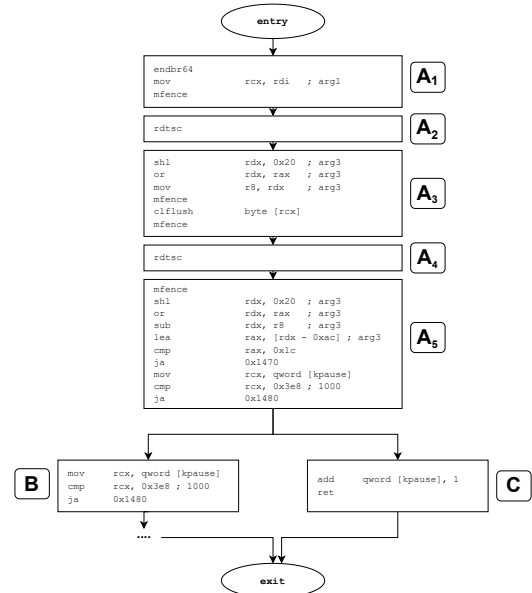 entry
endbr64
mov rcx, rdi ; arg1
mfence
A1
rdtsc
A2
shl rdx, 0x20 ; arg3
or rdx, rax ; arg3
mov r8, rdx ; arg3
mfence
clflush byte [rcx]
mfence
A3
rdtsc
A4
mfence
shl rdx, 0x20 ; arg3
or rdx, rax ; arg3
sub rdx, r8 ; arg3
lea rax, [rdx - 0xac] ; arg3
cmp rax, 0x1c
ja 0x1470
mov rcx, qword [kpause]
cmp rcx, 0x3e8 ; 1000
ja 0x1480
A5
B
mov rcx, qword [kpause]
cmp rcx, 0x3e8 ; 1000
ja 0x1480
....
add qword [kpause], 1
ret
C
exit